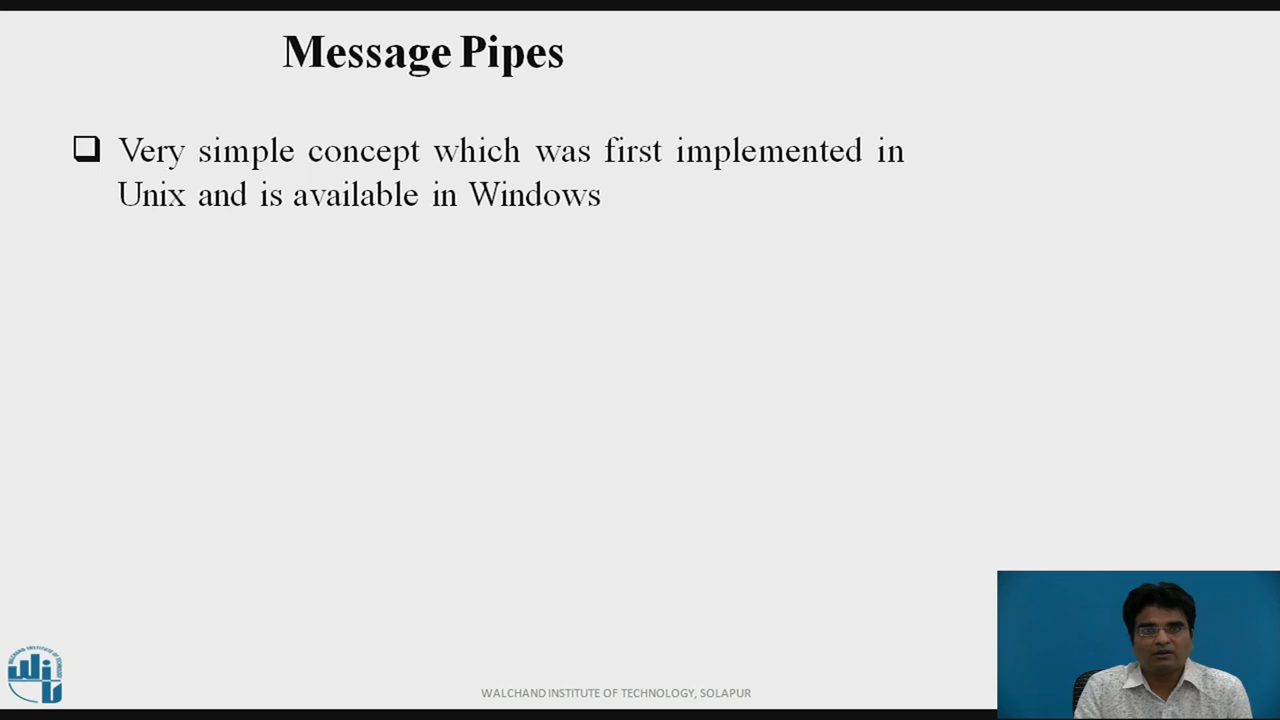 Message Pipes
Very simple concept which was first implemented in
Unix and is available in Windows
WALCHAND INSTITUTE OF TECHNOLOGY, SOLAPUR